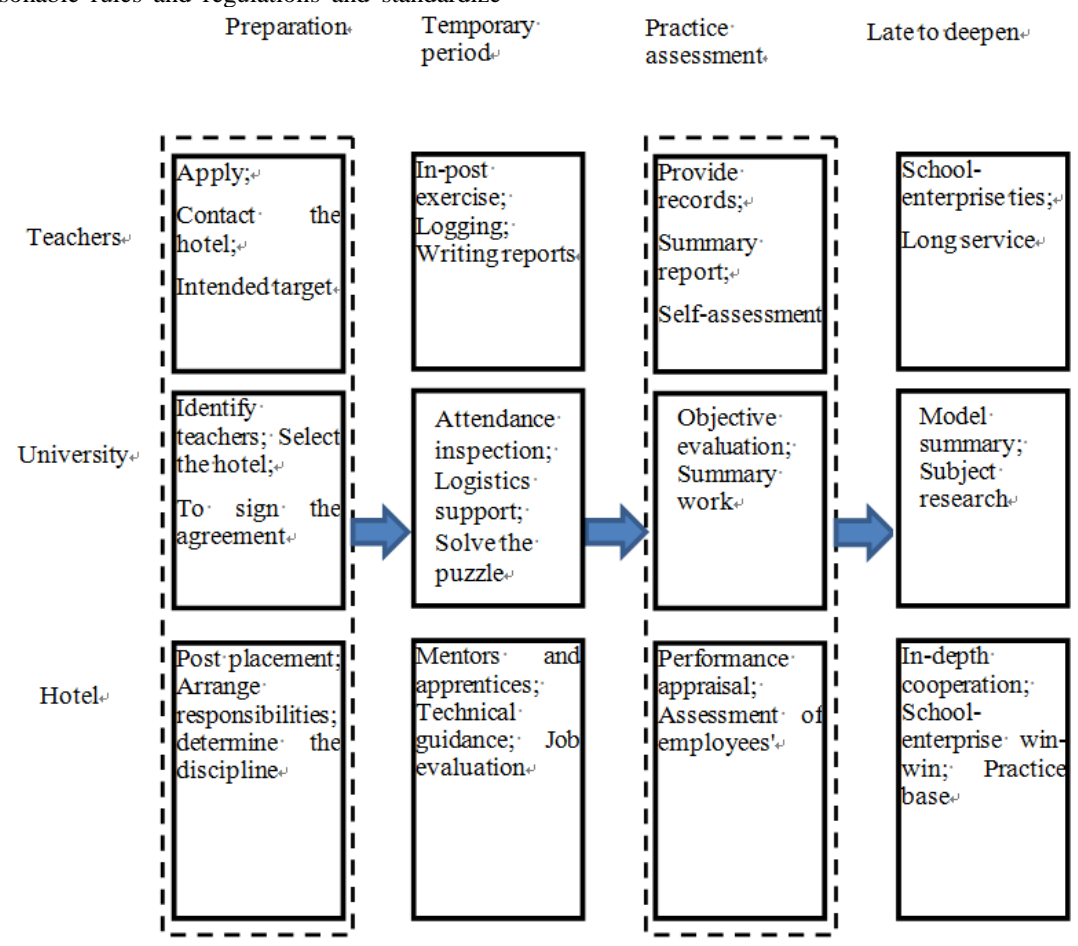 sonable rules and regulations and standardize
Preparation
Temporary
period
Practice
assessment
Late to deepen
Teachers
Apply;
Contact the
hotel;
Intended target
In-post
exercise;
Logging;
Writing reports
Provide
records;
Summary
report;
Self-assessment
School-
enterprise ties;
Long service
University
Identify
teachers; Select
the hotel;
To sign the
agreement
Attendance
inspection;
Logistics
support;
Solve the
puzzle
Objective
evaluation;
Summary
work
Model
summary;
Subject
research
Hotel
Post placement;
Arrange
responsibilities;
determine the
discipline
Mentors and
apprentices;
Technical
guidance; Job
evaluation
Performance
appraisal;
Assessment of
employees'
In-depth
cooperation;
School-
enterprise win-
win; Practice
base